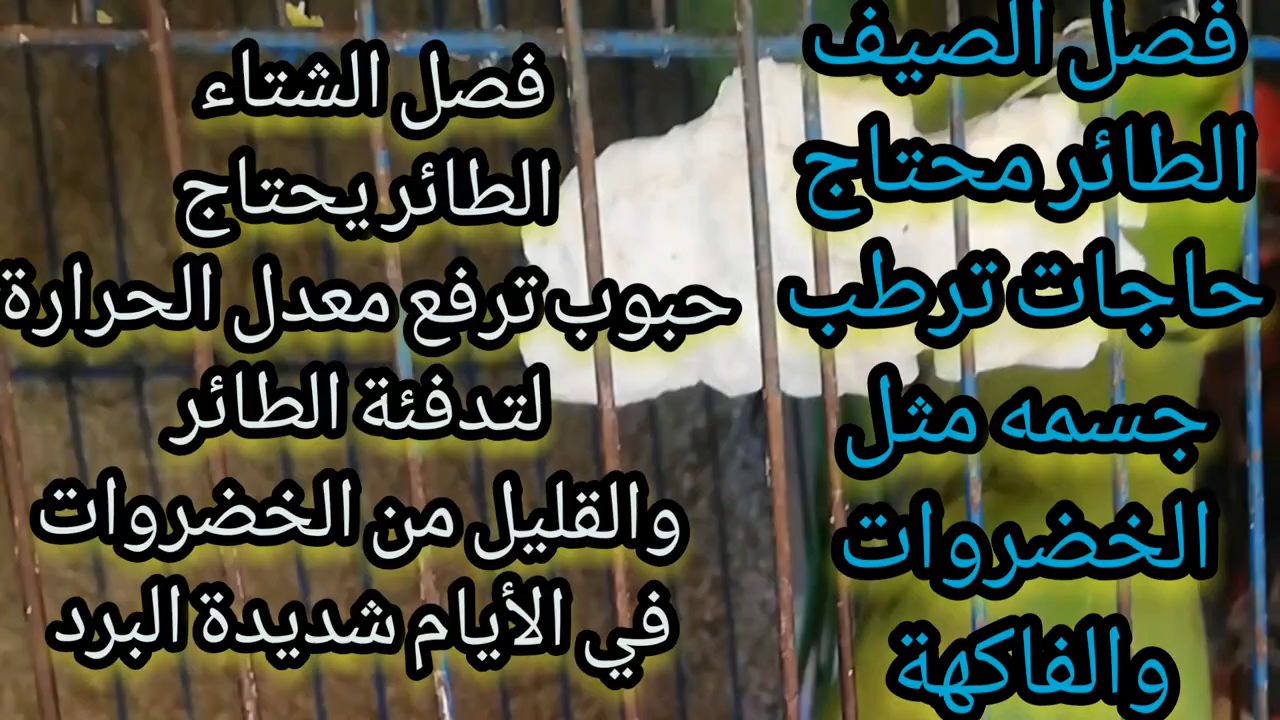 فصل الصيف
الطائر محتاج
حاجات ترطب
جسمه مثل
الخضروات
والفاكهة
فصل الشتاء
الطائر يحتاج
حبوب ترفع معدل الحرارة
لتدفئة الطائر
والقليل من الخضروات
في الأيام شديدة البرد